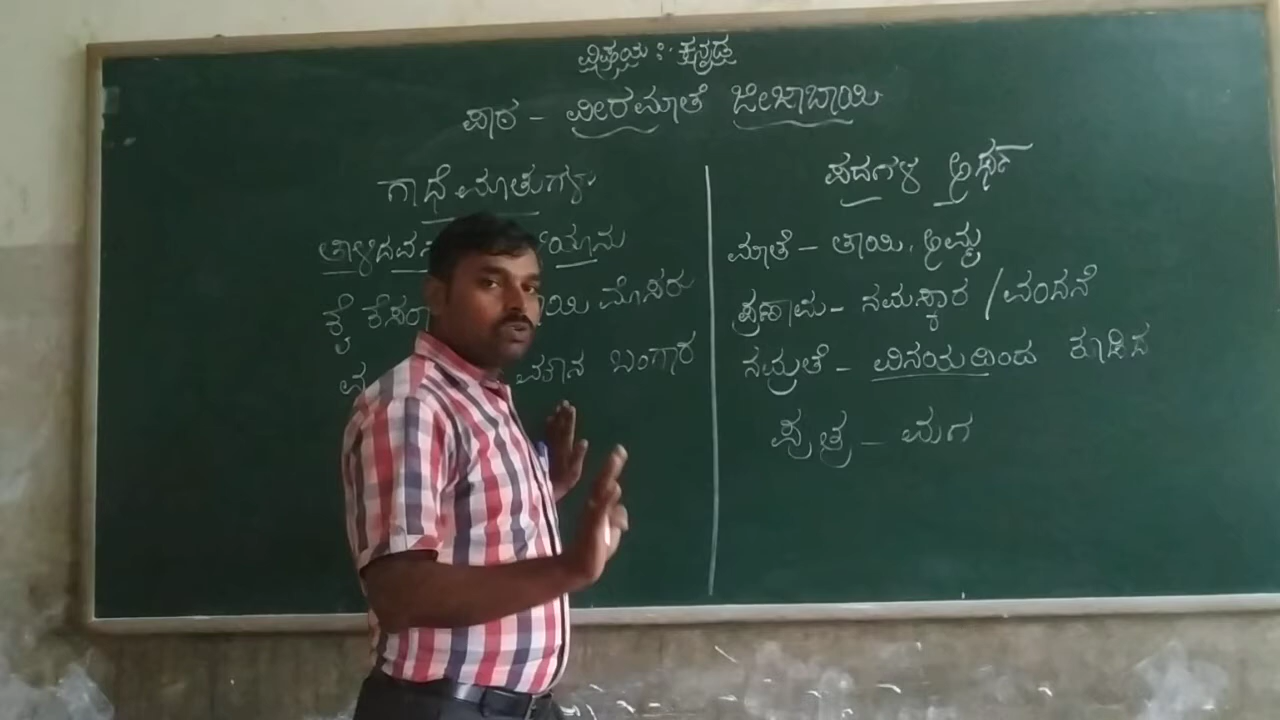 ವಿಷಯ : ಕನ್ನಡ
ಪಾಠ - ವೀರಮಾತೆ ಜೀಜಾಬಾಯಿ
ಗಾದೆ ಮಾತುಗಳು
ಕೈ ಮೊಸರು
ಬಂಗಾರ
ಪದಗಳ ಅರ್ಥ
ಮಾತೆ - ತಾಯಿ, ಅಮ್ಮ
ಪ್ರಣಾಮ - ನಮಸ್ಕಾರ / ವಂದನೆ
ನಮ್ರತೆ - ವಿನಯದಿಂದ ಕೂಡಿದ
ಪುತ್ರ - ಮಗ